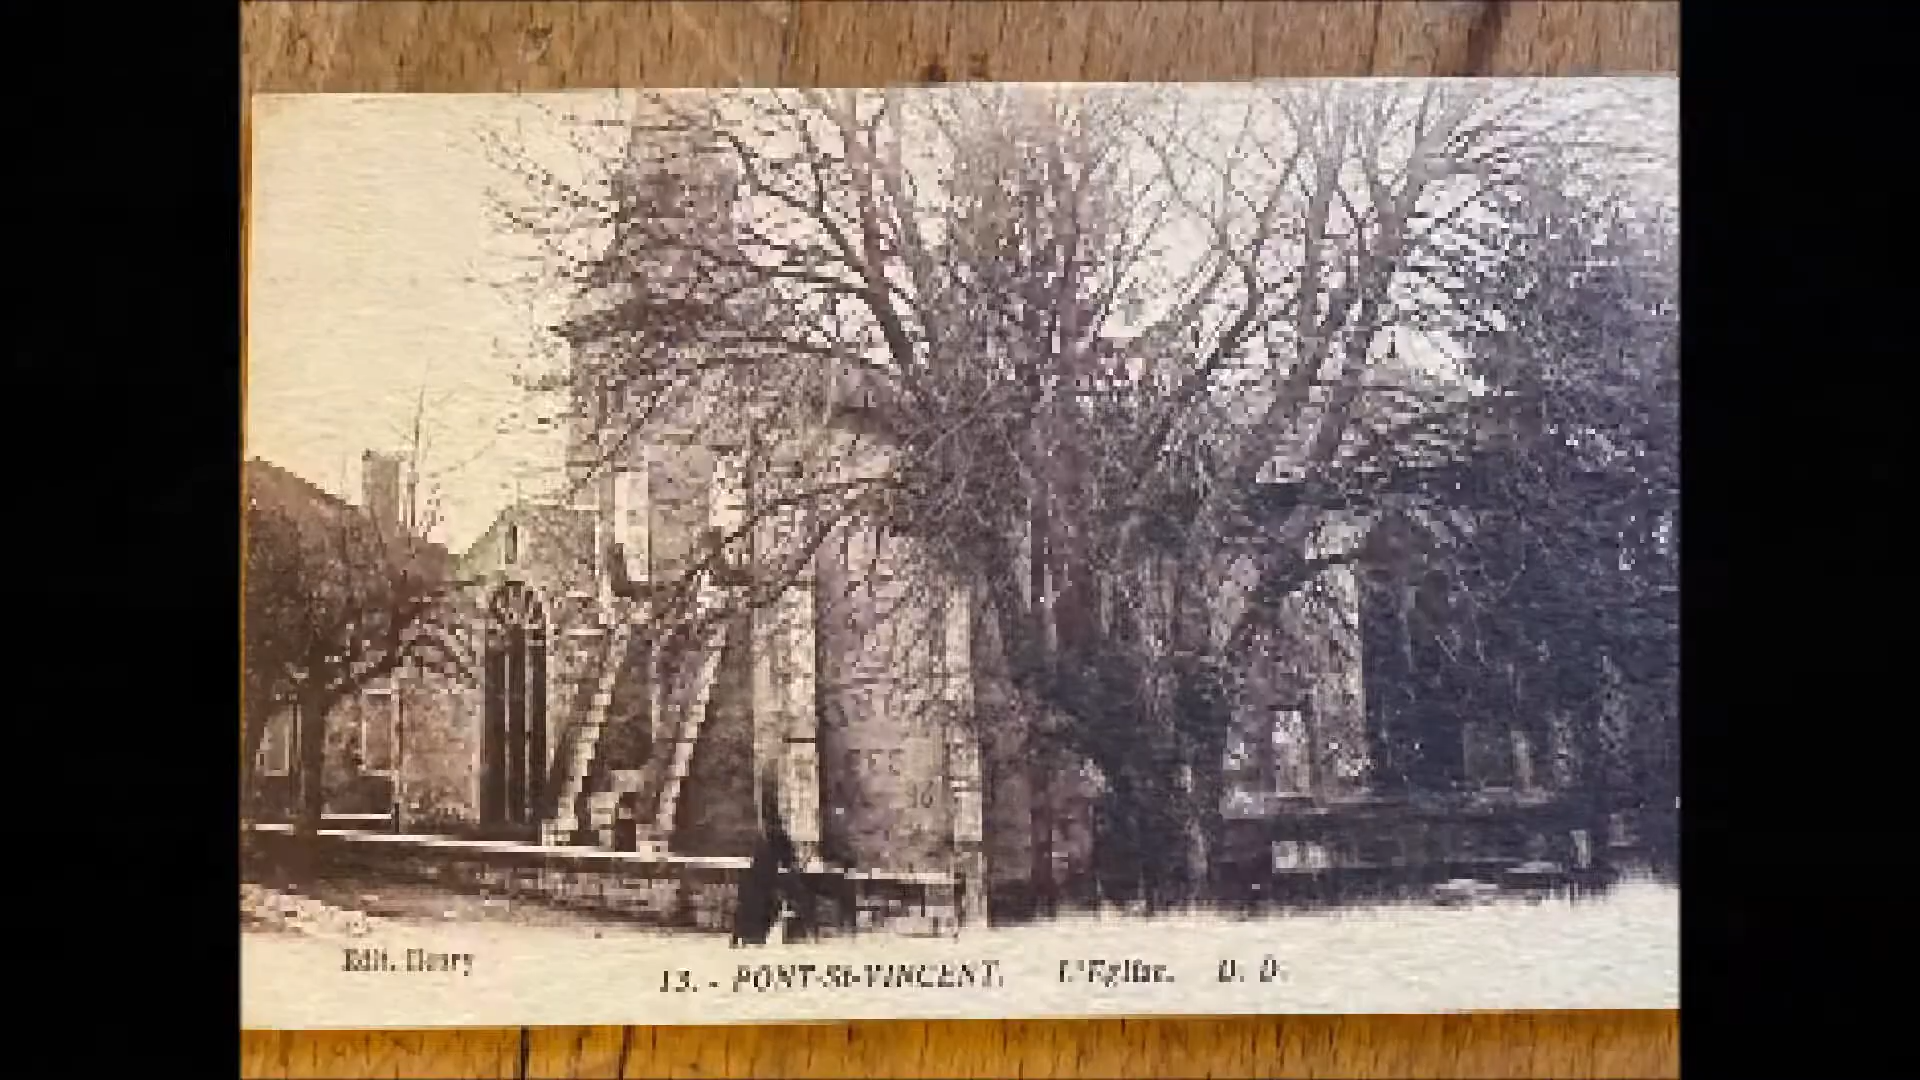 Edit. Henry
13. - PONT-St-VINCENT. L'Eglise. D. D.